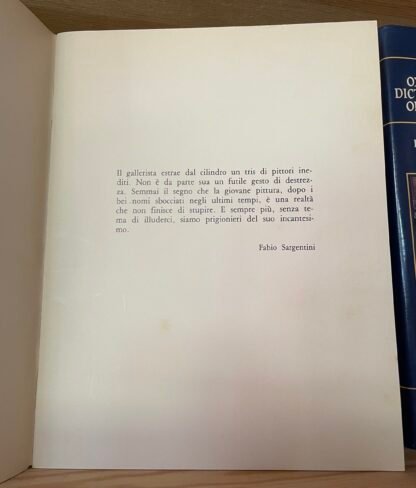 Il gallerista estrae dal cilindro un tris di pittori ine-
diti. Non è da parte sua un futile gesto di destrez-
za. Semmai il segno che la giovane pittura, dopo i
bei nomi sbocciati negli ultimi tempi, è una realtà
che non finisce di stupire. E sempre più, senza te-
ma di illuderci, siamo prigionieri del suo incantesi-
mo.
Fabio Sargentini